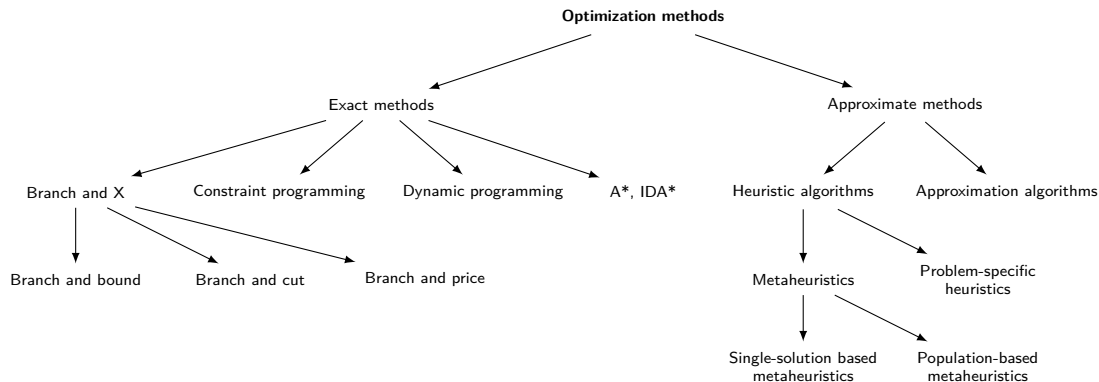 Optimization methods
Exact methods
Approximate methods
Branch and X
Constraint programming
Dynamic programming
A*, IDA*
Heuristic algorithms
Approximation algorithms
Branch and bound
Branch and cut
Branch and price
Metaheuristics
Problem-specific
heuristics
Single-solution based
metaheuristics
Population-based
metaheuristics